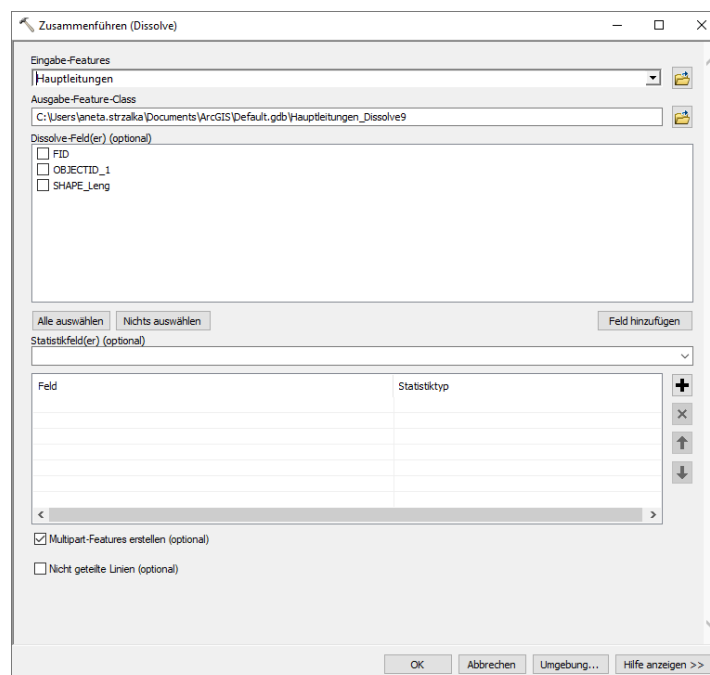 Zusammenführen (Dissolve)
Eingabe-Features
Hauptleitungen
Ausgabe-Feature-Class
C:\Users\aneta.strzalka\Documents\ArcGIS\Default.gdb\Hauptleitungen_Dissolve9
Dissolve-Feld(er) (optional)
FID
OBJECTID_1
SHAPE_Leng
Alle auswählen Nichts auswählen Feld hinzufügen
Statistikfeld(er) (optional)
Feld Statistiktyp
Multipart-Features erstellen (optional)
Nicht geteilte Linien (optional)
OK Abbrechen Umgebung... Hilfe anzeigen >>